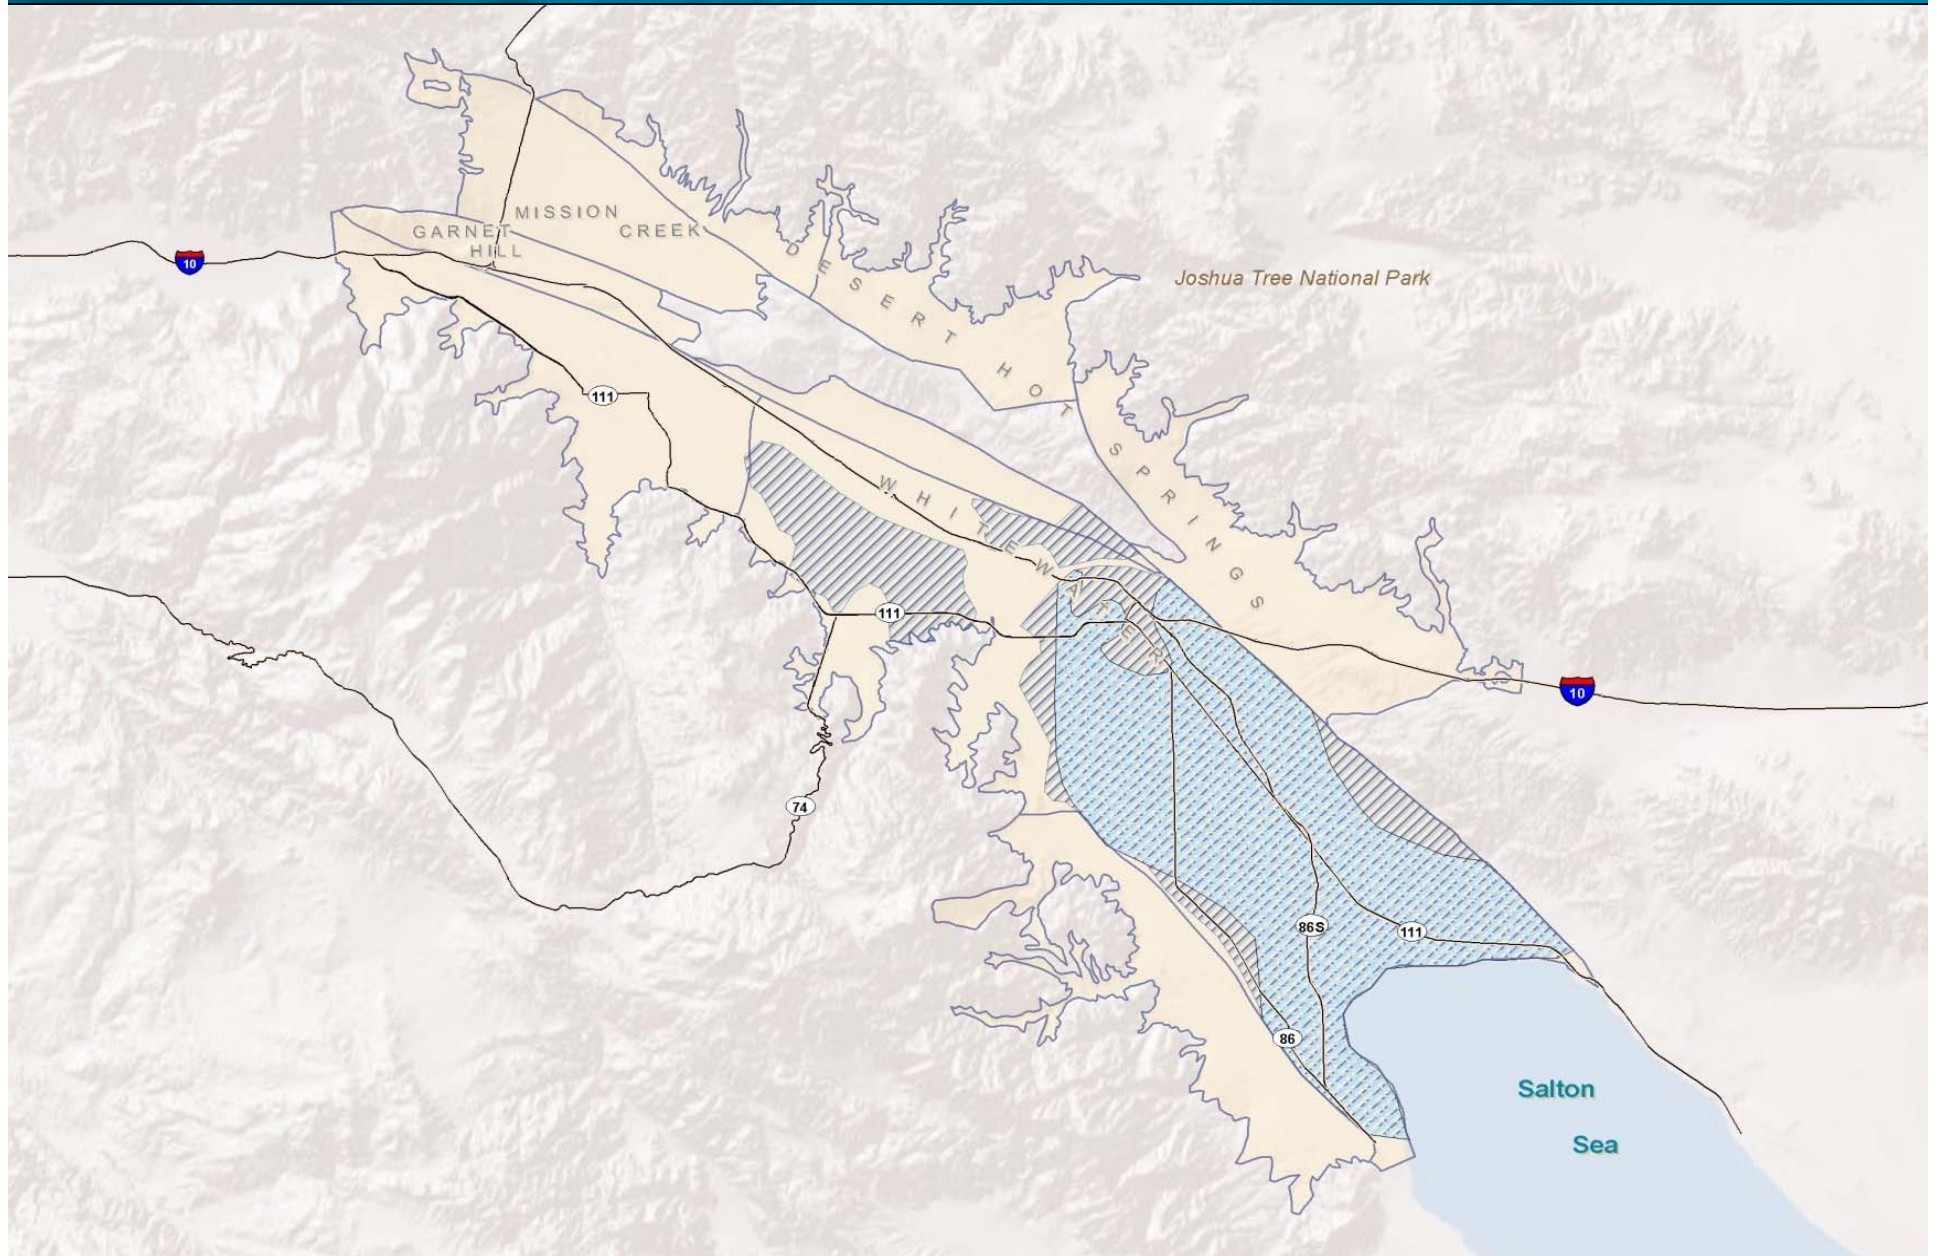 MISSION
CREEK
GARNET
HILL
10
DESERT HOT SPRINGS
Joshua Tree National Park
111
WHITEWATER
111
10
74
86S
111
86
Salton
Sea